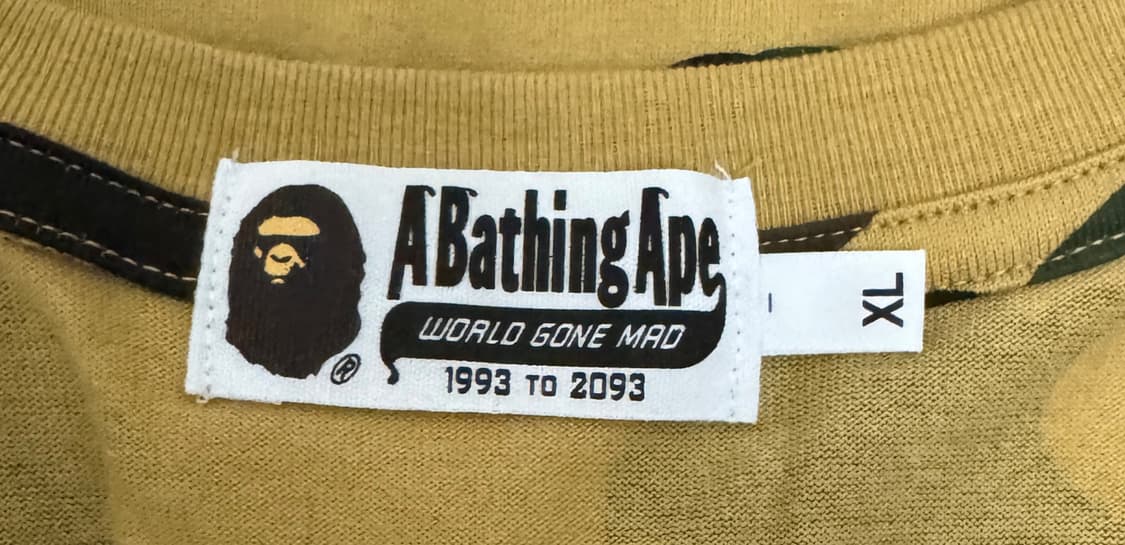 A Bathing Ape
®
WORLD GONE MAD
1993 TO 2093
XL